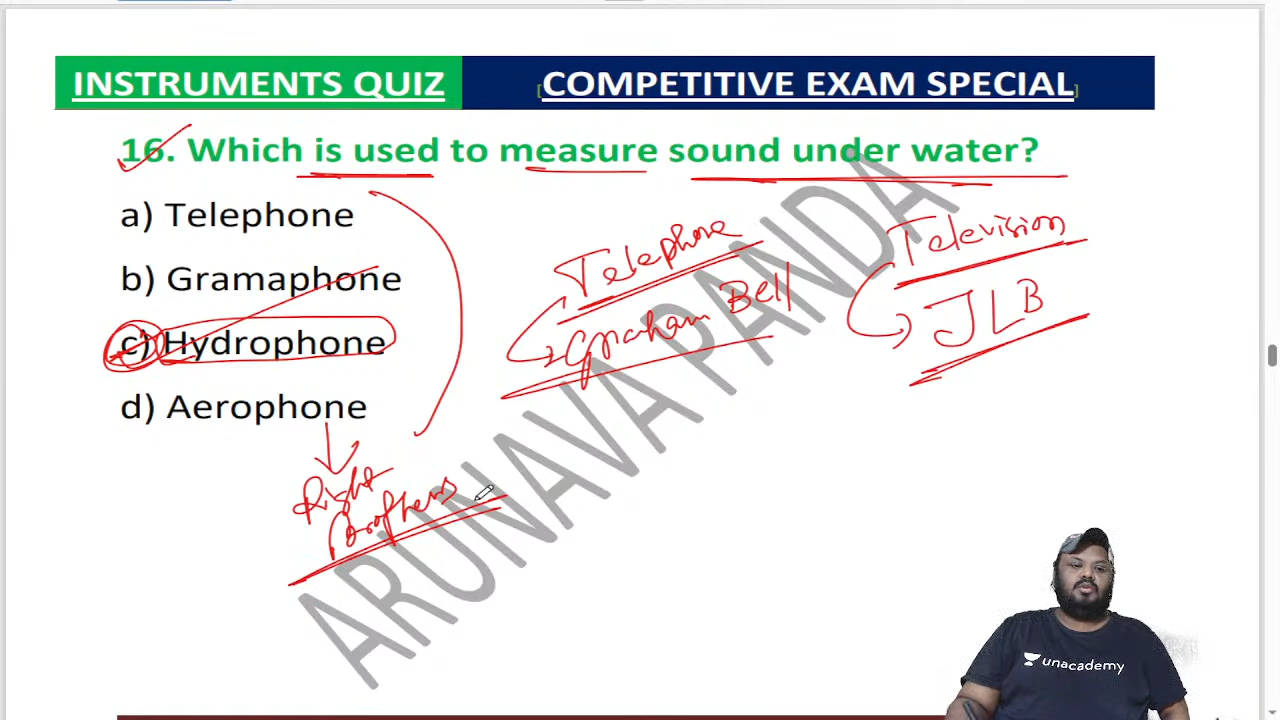 INSTRUMENTS QUIZ
[COMPETITIVE EXAM SPECIAL]
16. Which is used to measure sound under water?
a) Telephone
b) Gramaphone
c) Hydrophone
d) Aerophone
Telephone
Graham Bell
Television
JLB
Right
Brothers
ARUNAVA PANDA
unacademy